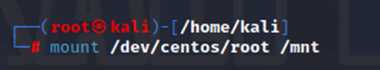 ┌──(root㉿kali)-[/home/kali]
└─# mount /dev/centos/root /mnt